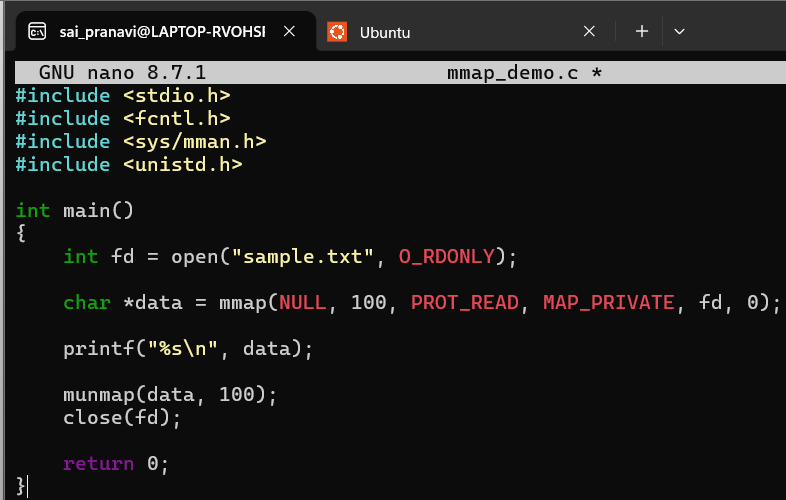 sai_pranavi@LAPTOP-RVOHSI
Ubuntu
GNU nano 8.7.1 mmap_demo.c *
#include <stdio.h>
#include <fcntl.h>
#include <sys/mman.h>
#include <unistd.h>
int main()
{
int fd = open("sample.txt", O_RDONLY);
char *data = mmap(NULL, 100, PROT_READ, MAP_PRIVATE, fd, 0);
printf("%s\n", data);
munmap(data, 100);
close(fd);
return 0;
}